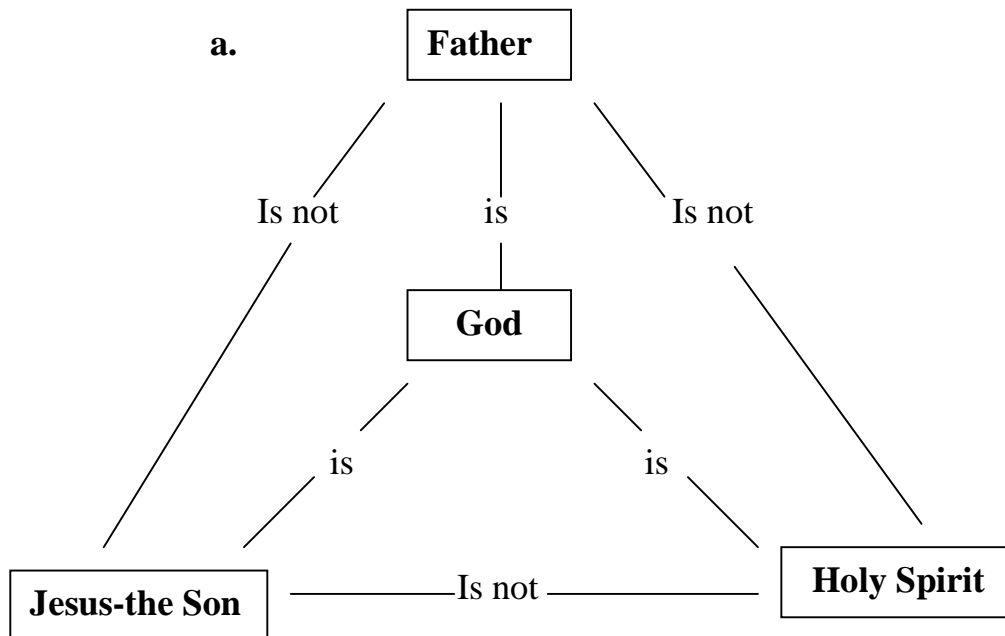 a. Father
Is not is Is not
God
is is
Jesus-the Son Is not Holy Spirit